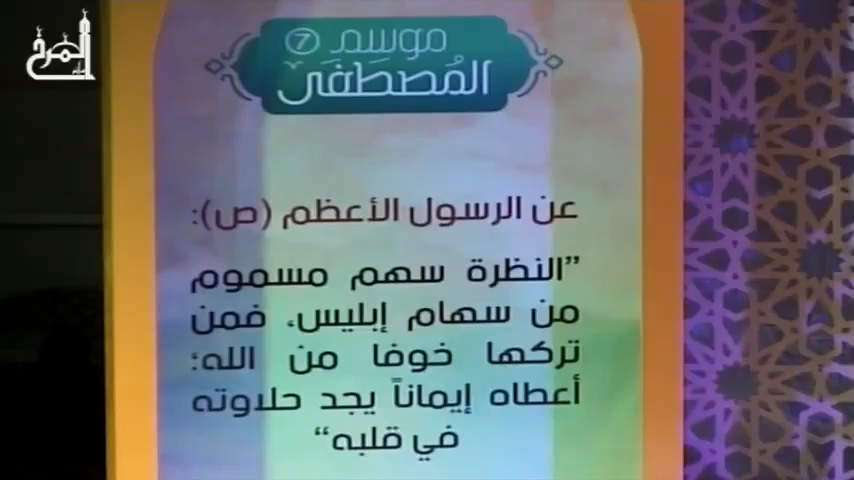 المرخ
موسم 7
المُصطفى
عن الرسول الأعظم (ص):
”النظرة سهم مسموم
من سهام إبليس، فمن
تركها خوفا من الله؛
أعطاه إيماناً يجد حلاوته
في قلبه“